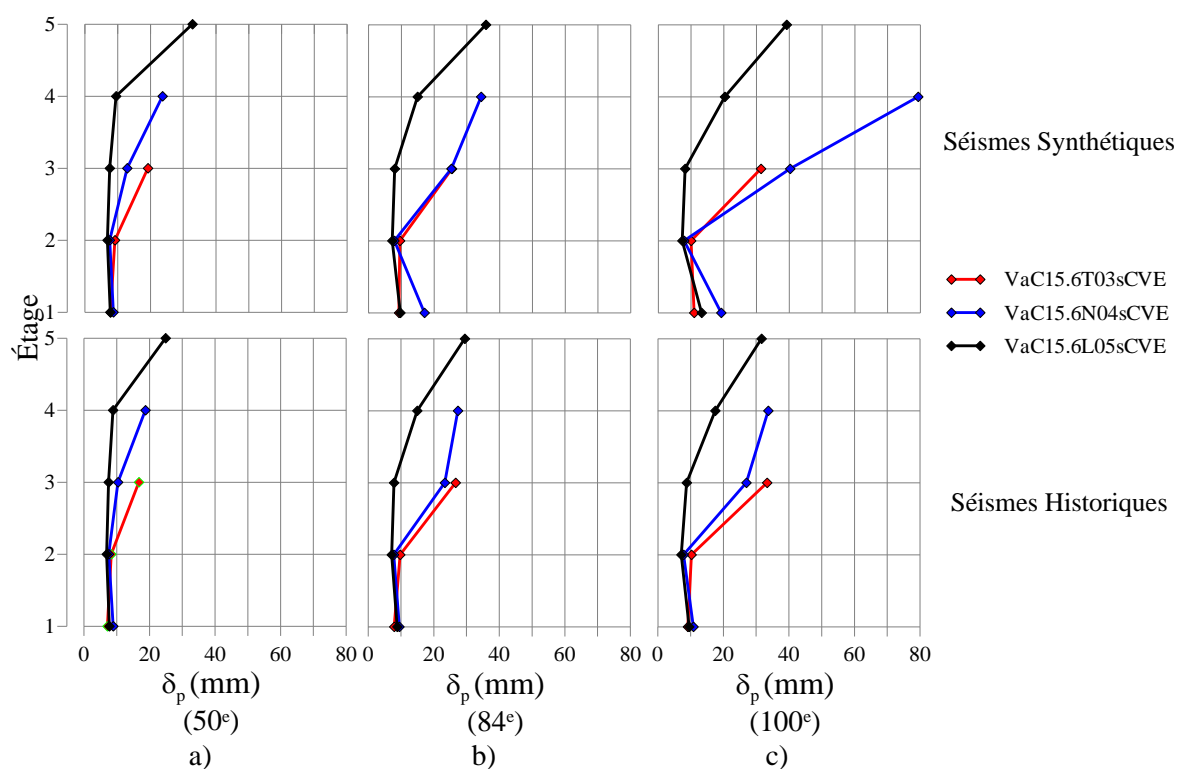 5
4
3
2
1
Séismes Synthétiques
Étage
VaC15.6T03sCVE
VaC15.6N04sCVE
VaC15.6L05sCVE
5
4
3
2
1
Séismes Historiques
0 20 40 60 80
0 20 40 60 80
0 20 40 60 80
δp (mm)
(50e)
a)
δp (mm)
(84e)
b)
δp (mm)
(100e)
c)